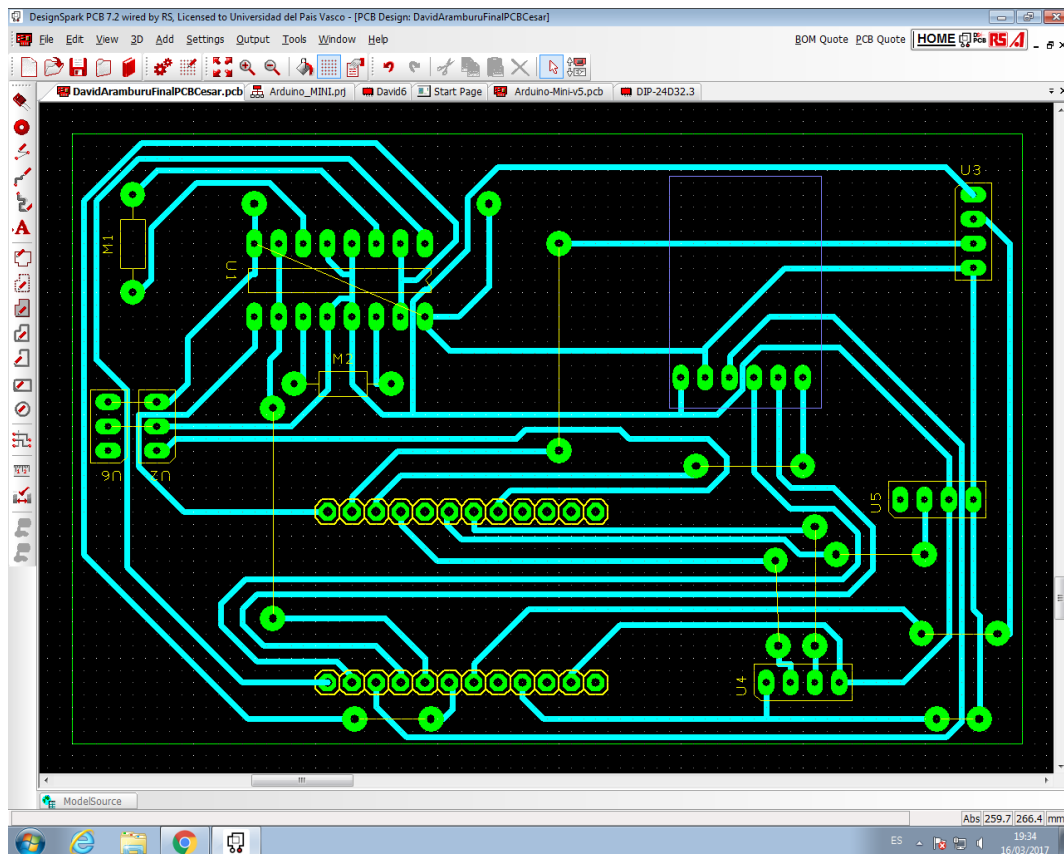 DesignSpark PCB 7.2 wired by RS, Licensed to Universidad del Pais Vasco - [PCB Design: DavidAramburuFinalPCBCesar]
File Edit View 3D Add Settings Output Tools Window Help
BOM Quote PCB Quote HOME RS
DavidAramburuFinalPCBCesar.pcb Arduino_MINI.prj David6 Start Page Arduino-Mini-v5.pcb DIP-24D32.3
A
U3
M1
U1
M2
U6 U2
U5
U4
ModelSource
Abs 259.7 266.4 mm
ES
19:34
16/03/2017